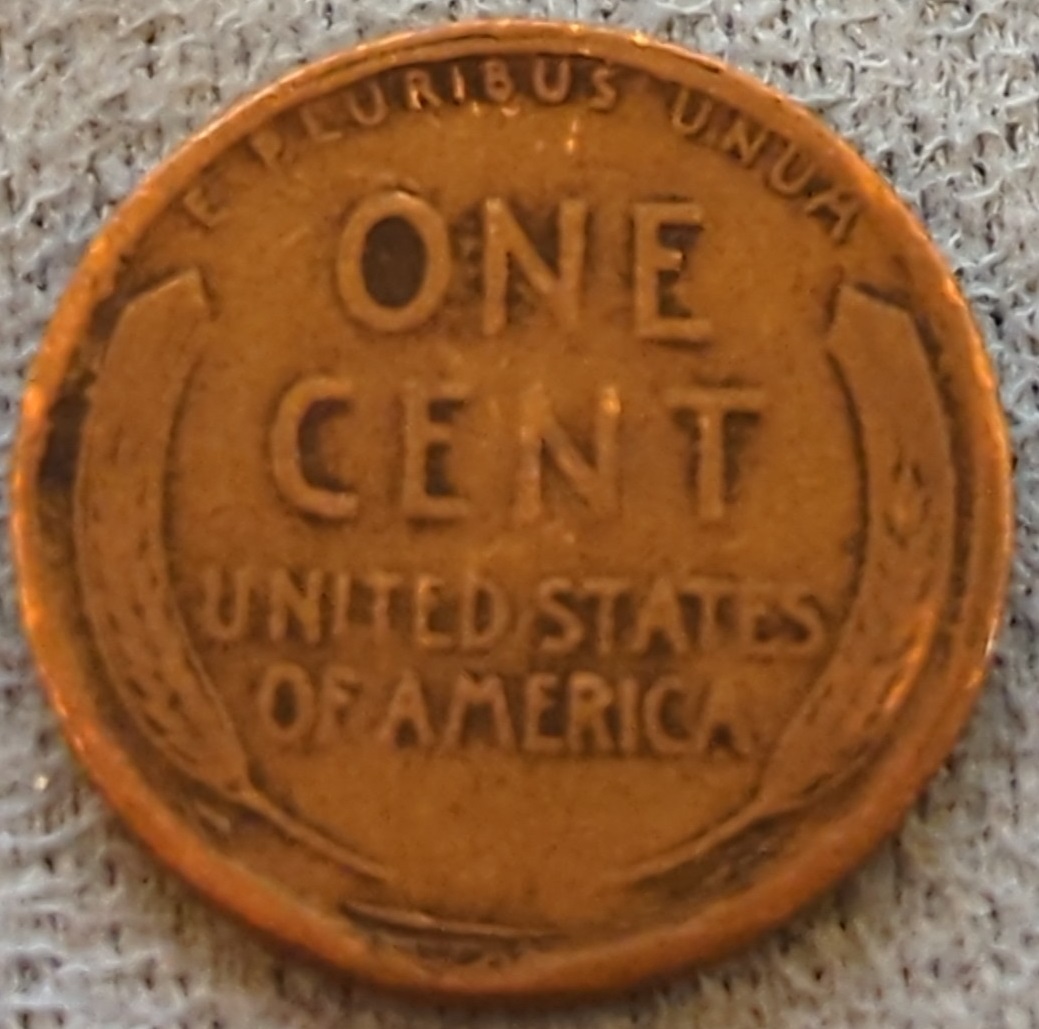 E PLURIBUS UNUM
ONE
CENT
UNITED STATES
OF AMERICA